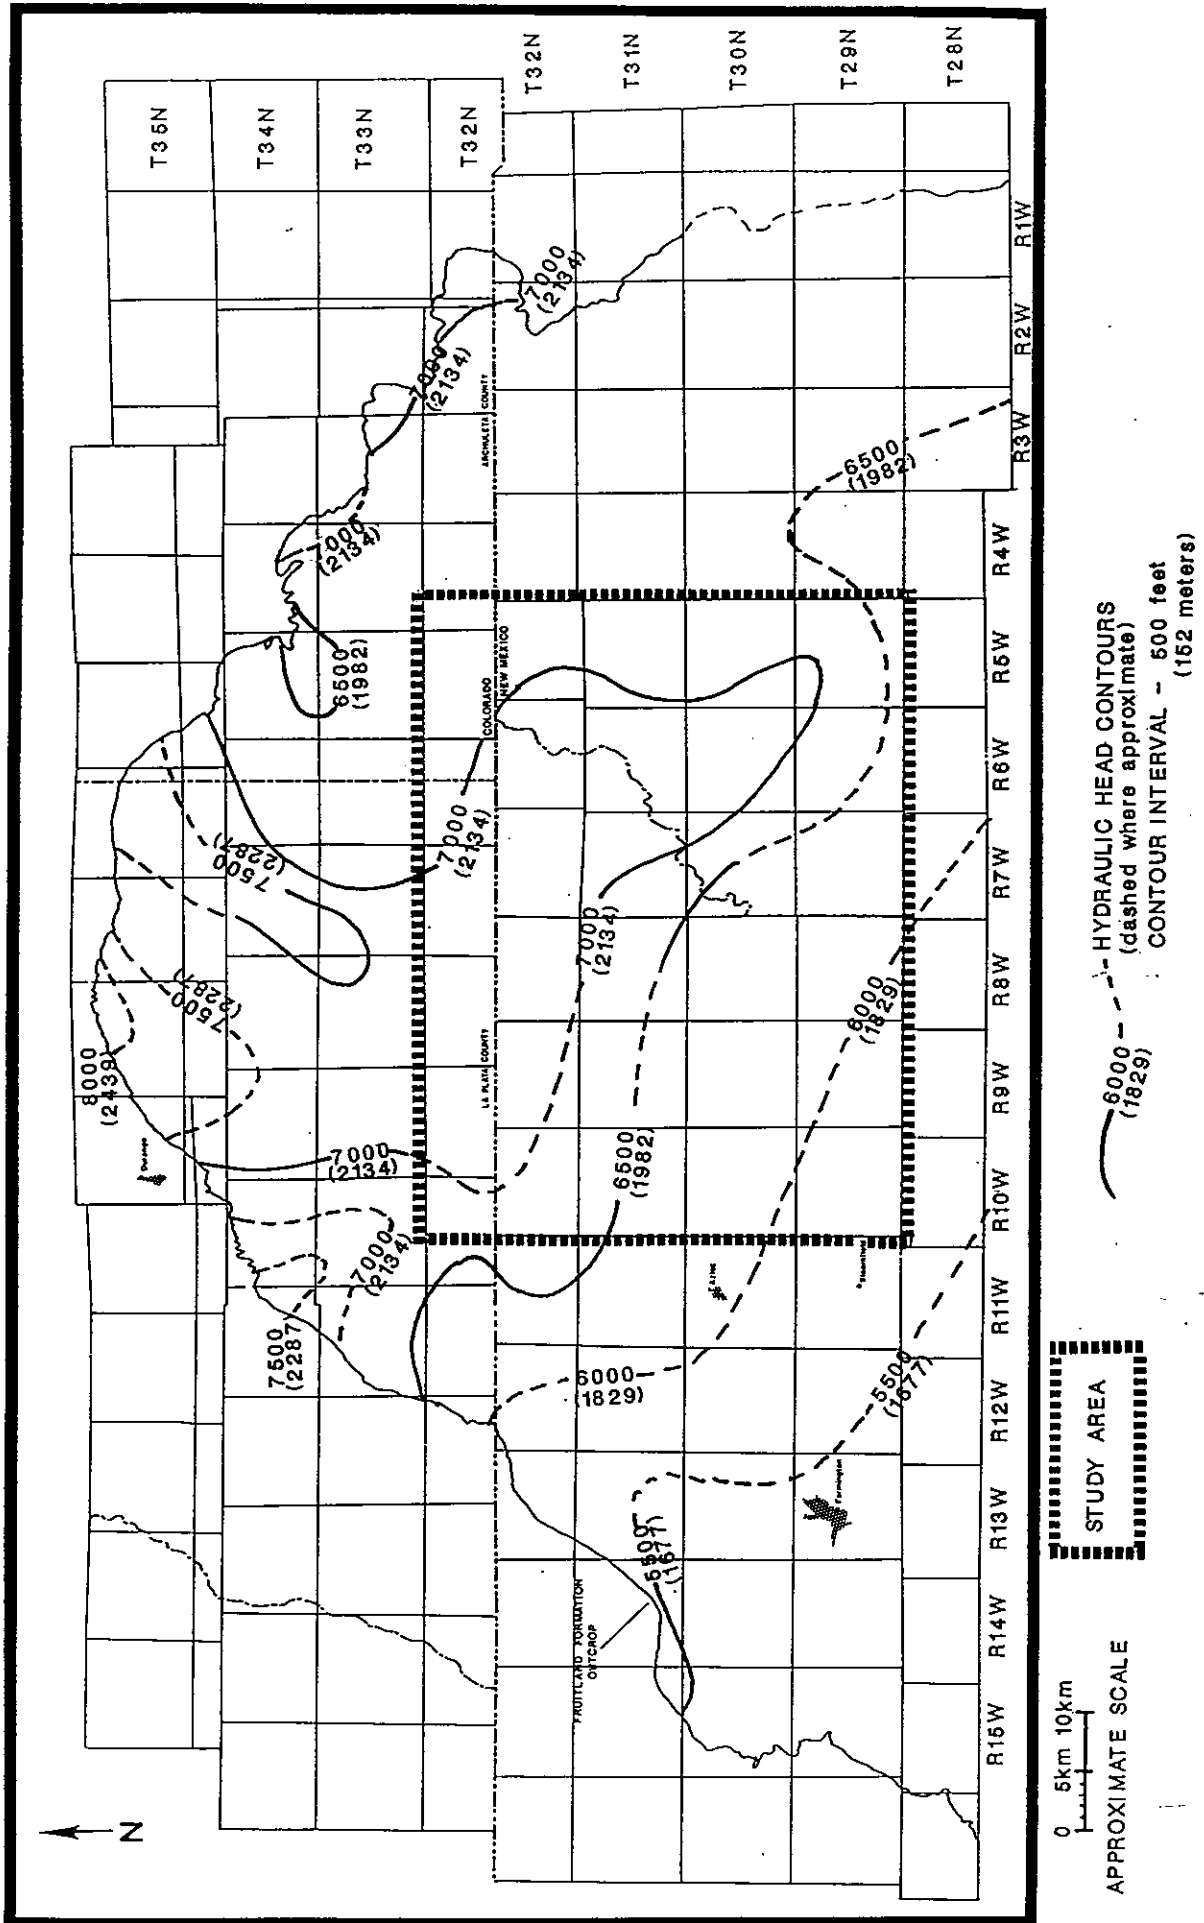 N
T35N
T34N
T33N
T32N
T32N
T31N
T30N
T29N
T28N
R15W
R14W
R13W
R12W
R11W
R10W
R9W
R8W
R7W
R6W
R5W
R4W
R3W
R2W
R1W
8000
(2439)
7500
(2287)
7500
(2287)
7500
(2287)
7000
(2134)
7000
(2134)
7000
(2134)
7000
(2134)
7000
(2134)
7000
(2134)
7000
(2134)
6500
(1982)
6500
(1982)
6500
(1982)
6000
(1829)
6000
(1829)
5500
(1677)
5500
(1677)
Durango
LA PLATA COUNTY
ARCHULETA COUNTY
COLORADO
NEW MEXICO
FRUITLAND FORMATION
OUTCROP
Aztec
Bloomfield
Farmington
0 5km 10km
APPROXIMATE SCALE
STUDY AREA
6000
(1829)
HYDRAULIC HEAD CONTOURS
(dashed where approximate)
CONTOUR INTERVAL - 500 feet
(152 meters)